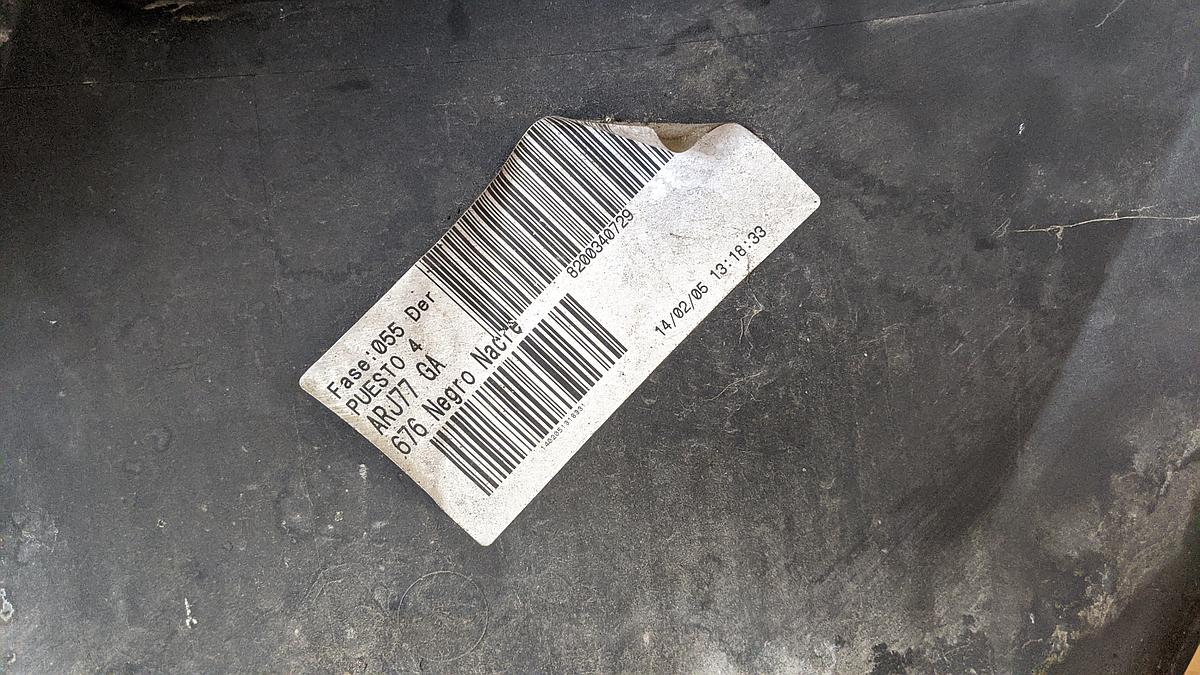 Fase:055 Der
PUESTO 4
ARJ77 GA
676 Negro Nacre
8200340729
14/02/05 13:18:33